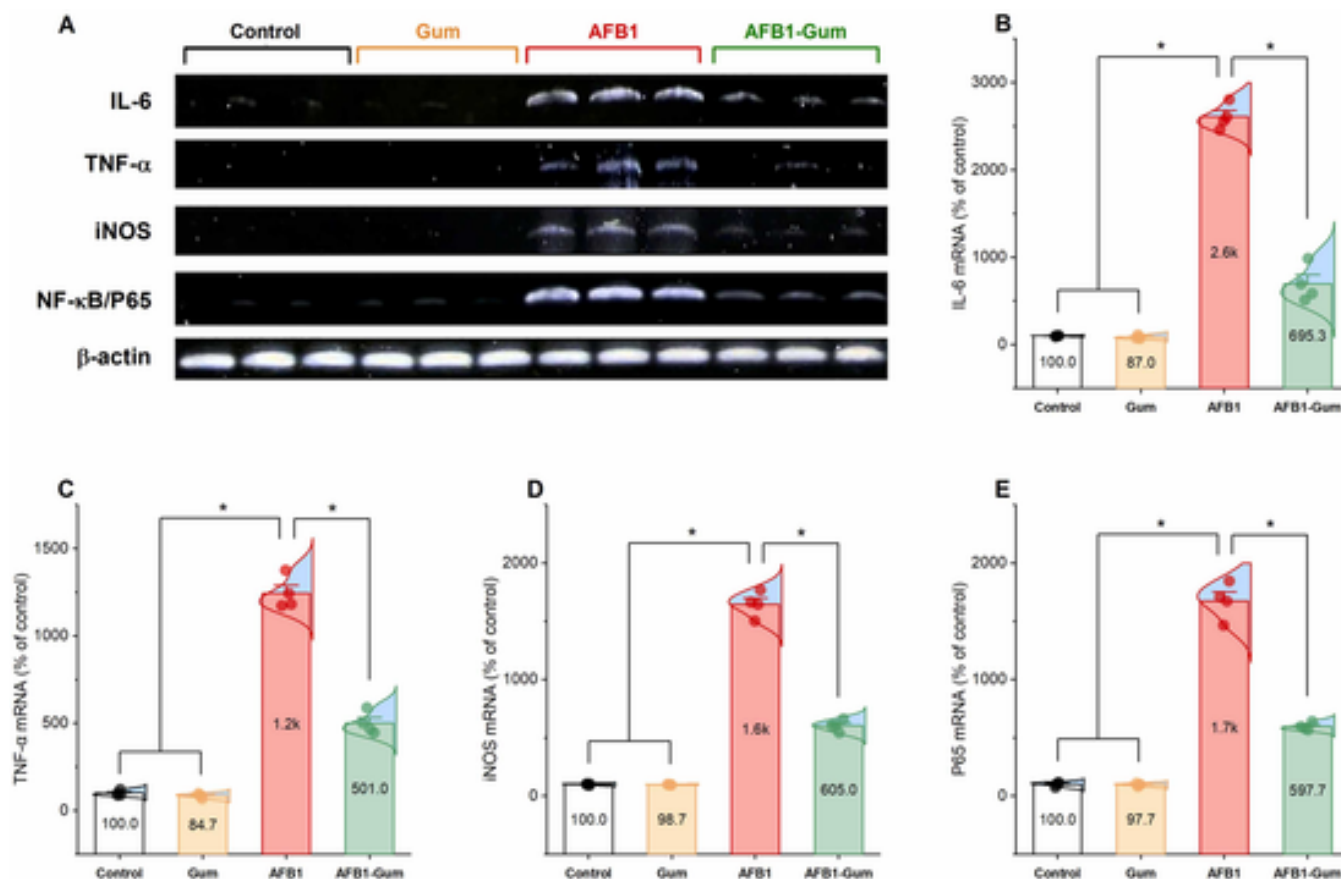 A
Control Gum AFB1 AFB1-Gum
IL-6
TNF-α
iNOS
NF-κB/P65
β-actin
B
IL-6 mRNA (% of control)
3000
2000
1000
0
* *
100.0 87.0 2.6k 695.3
Control Gum AFB1 AFB1-Gum
C
TNF-α mRNA (% of control)
1500
1000
500
0
* *
100.0 84.7 1.2k 501.0
Control Gum AFB1 AFB1-Gum
D
iNOS mRNA (% of control)
2000
1000
0
* *
100.0 98.7 1.6k 605.0
Control Gum AFB1 AFB1-Gum
E
P65 mRNA (% of control)
2000
1000
0
* *
100.0 97.7 1.7k 597.7
Control Gum AFB1 AFB1-Gum